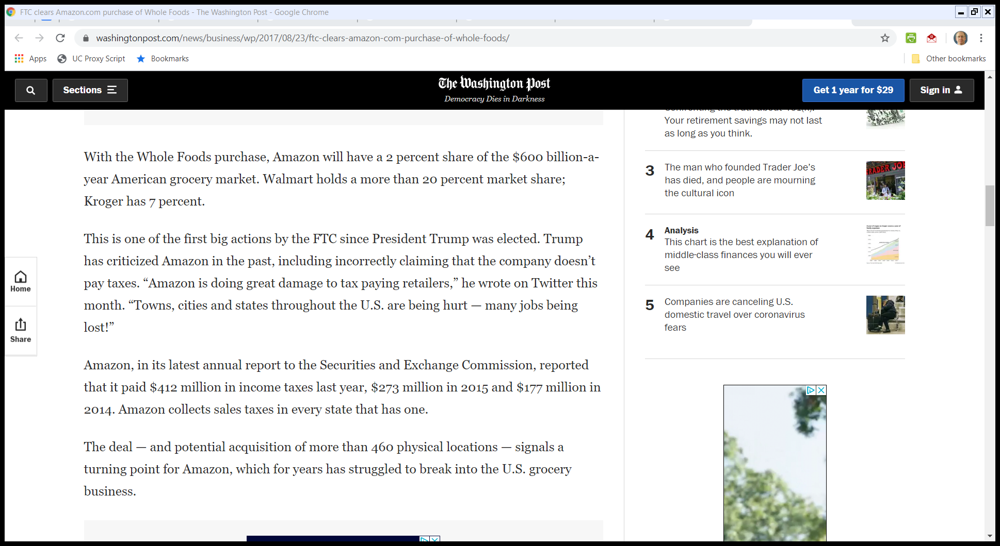 FTC clears Amazon.com purchase of Whole Foods - The Washington Post - Google Chrome
washingtonpost.com/news/business/wp/2017/08/23/ftc-clears-amazon-com-purchase-of-whole-foods/
Apps UC Proxy Script Bookmarks Other bookmarks
Sections
The Washington Post
Democracy Dies in Darkness
Get 1 year for $29
Sign in
Home
Share
With the Whole Foods purchase, Amazon will have a 2 percent share of the $600 billion-a-
year American grocery market. Walmart holds a more than 20 percent market share;
Kroger has 7 percent.
This is one of the first big actions by the FTC since President Trump was elected. Trump
has criticized Amazon in the past, including incorrectly claiming that the company doesn’t
pay taxes. “Amazon is doing great damage to tax paying retailers,” he wrote on Twitter this
month. “Towns, cities and states throughout the U.S. are being hurt — many jobs being
lost!”
Amazon, in its latest annual report to the Securities and Exchange Commission, reported
that it paid $412 million in income taxes last year, $273 million in 2015 and $177 million in
2014. Amazon collects sales taxes in every state that has one.
The deal — and potential acquisition of more than 460 physical locations — signals a
turning point for Amazon, which for years has struggled to break into the U.S. grocery
business.
Confronting the truth about 401(k):
Your retirement savings may not last
as long as you think.
3 The man who founded Trader Joe’s
has died, and people are mourning
the cultural icon
4 Analysis
This chart is the best explanation of
middle-class finances you will ever
see
5 Companies are canceling U.S.
domestic travel over coronavirus
fears